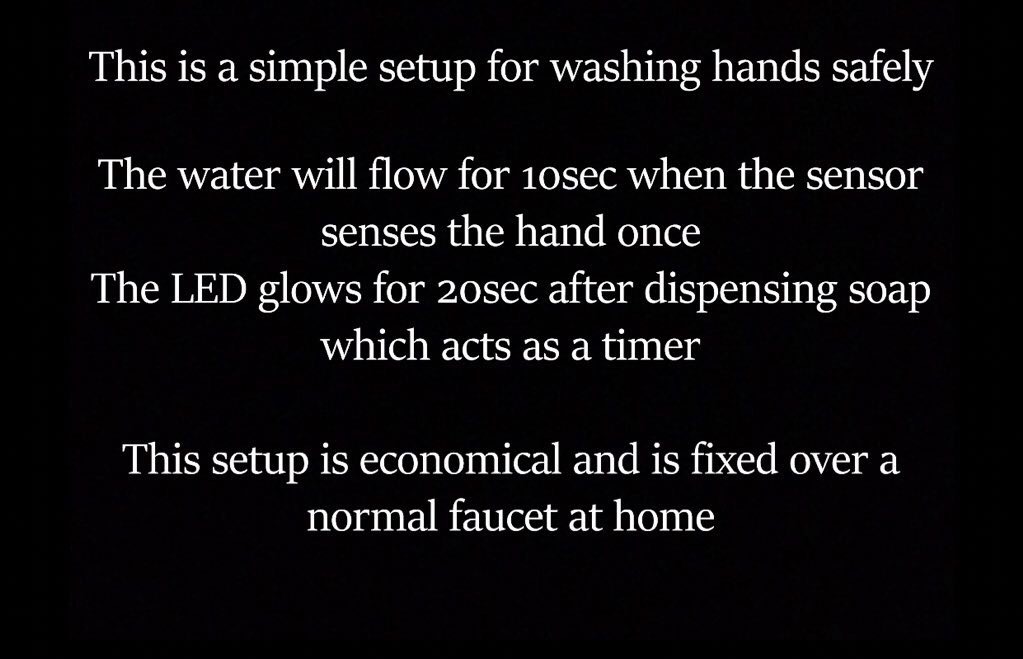 This is a simple setup for washing hands safely
The water will flow for 10sec when the sensor
senses the hand once
The LED glows for 20sec after dispensing soap
which acts as a timer
This setup is economical and is fixed over a
normal faucet at home